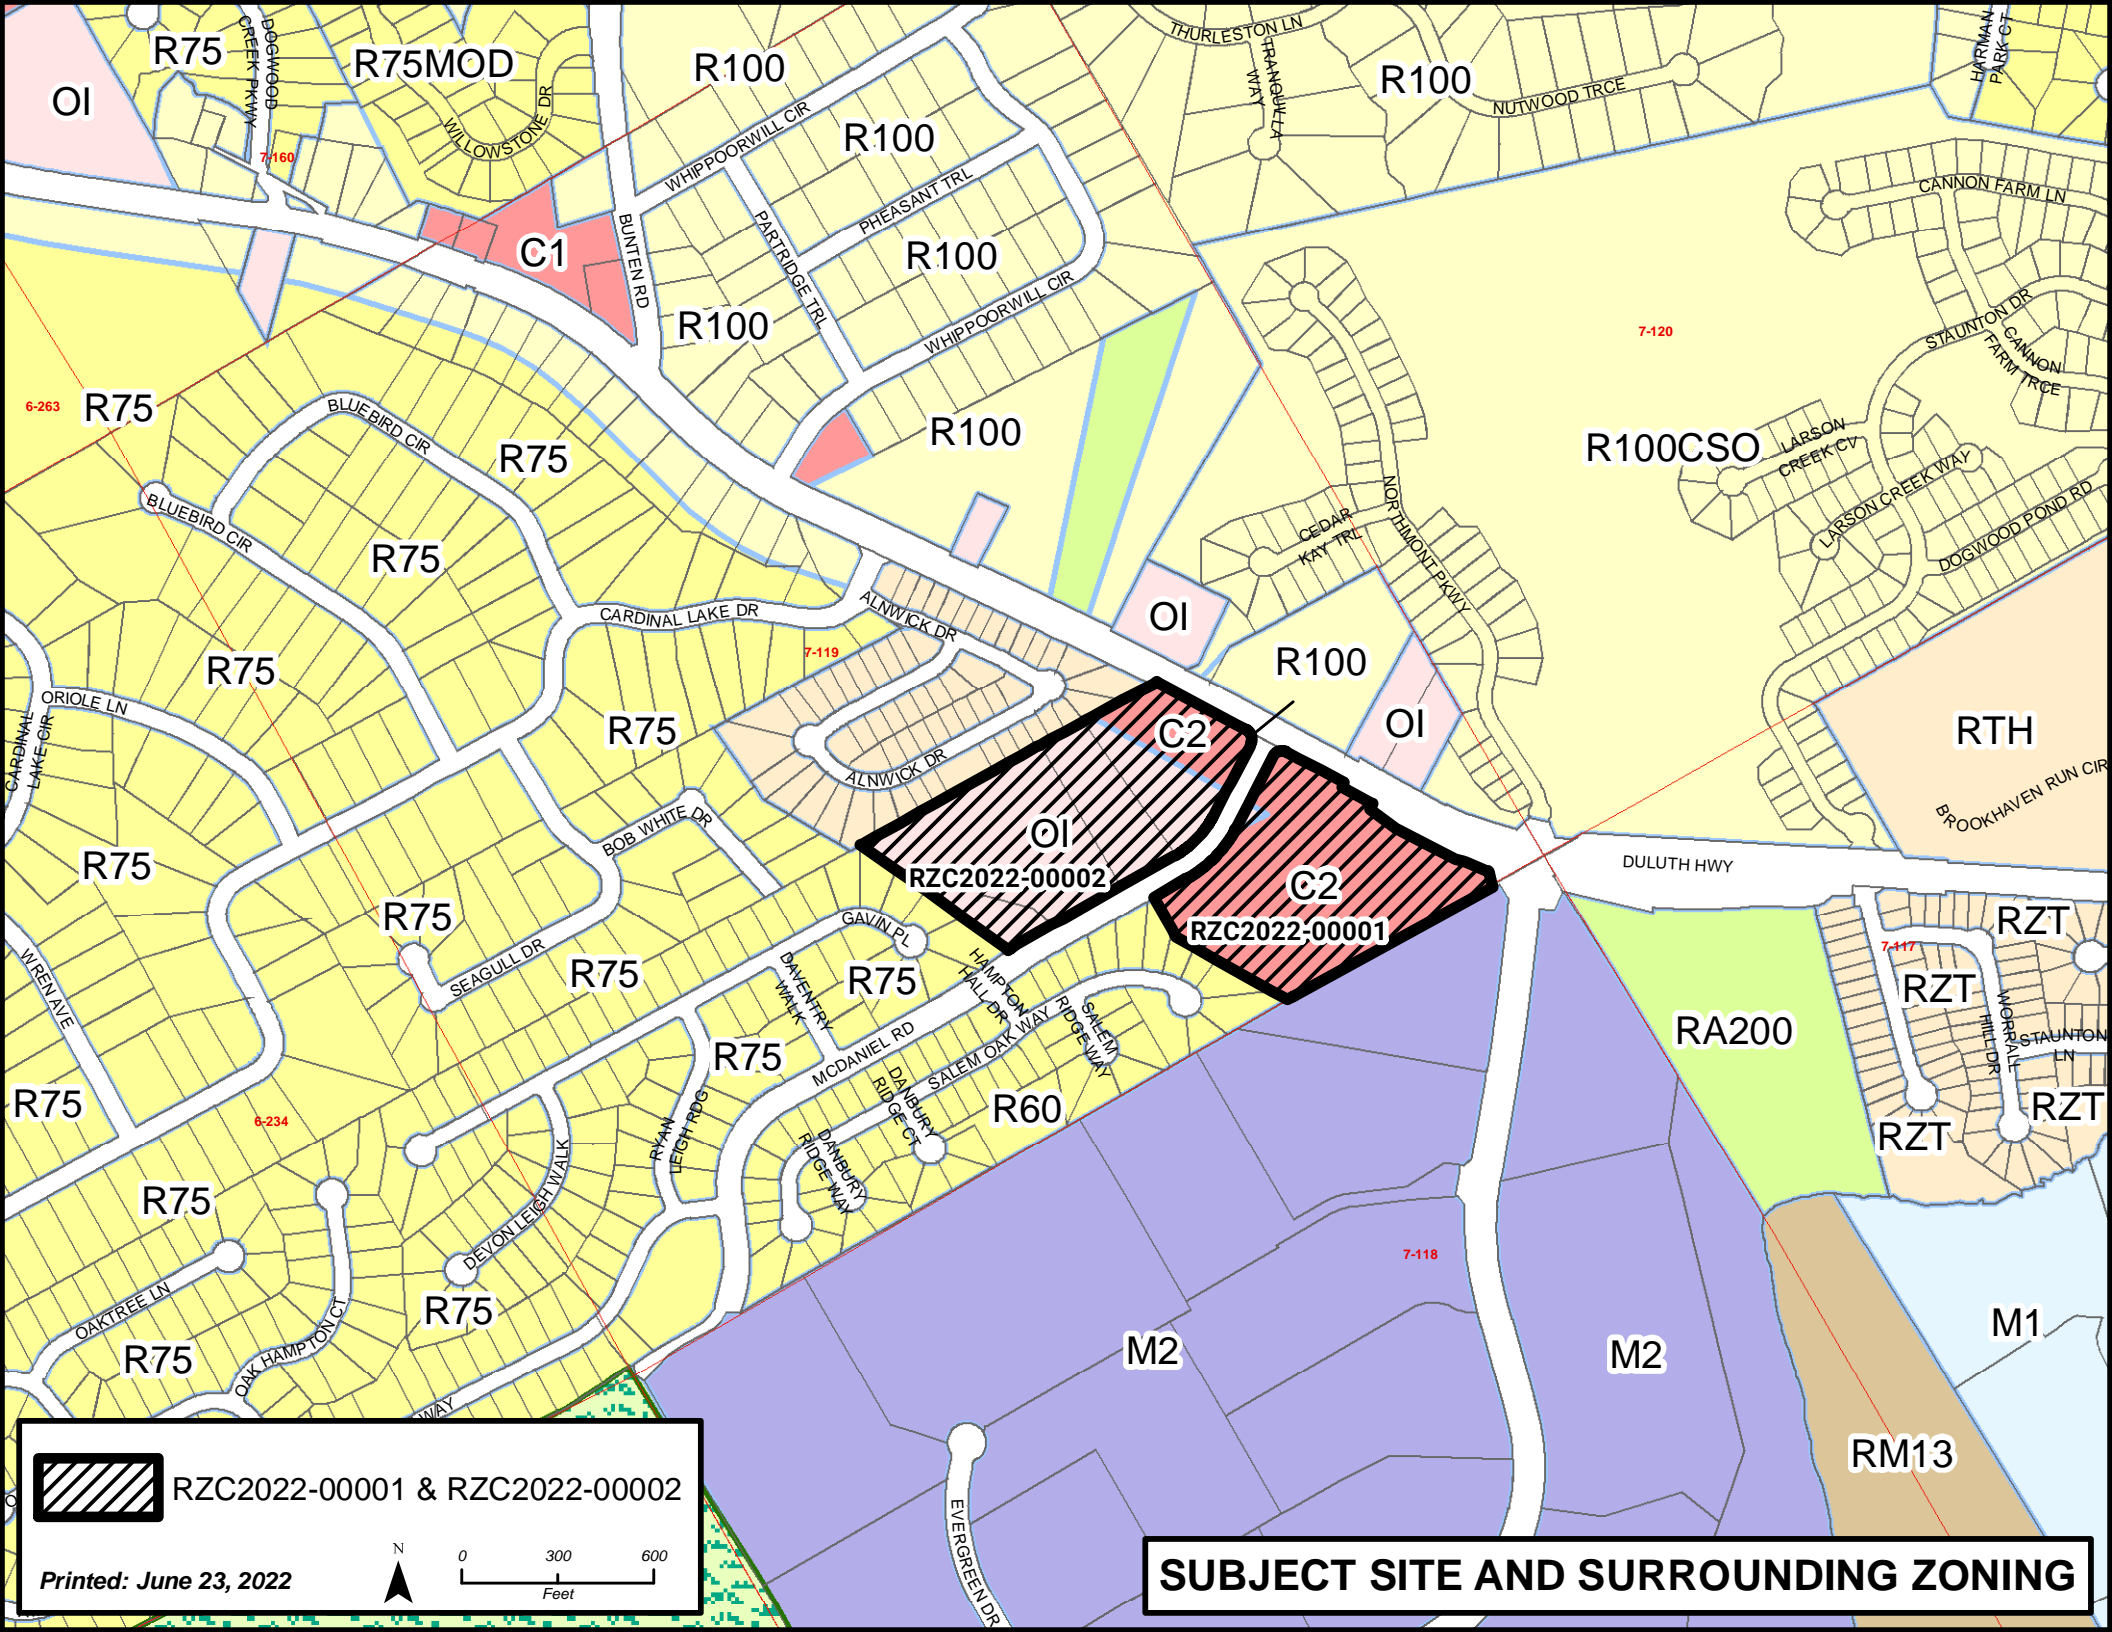 THURLESTON LN
HARMAN
PARK CT
DOGWOOD
CREEK PKWY
R75
R75MOD
R100
TRANQUILLA
WAY
R100
NUTWOOD TRCE
OI
WILLOWSTONE DR
WHIPPOORWILL CIR
R100
7-160
PHEASANT TRL
CANNON FARM LN
C1
BUNTEN RD
PARTRIDGE TRL
R100
WHIPPOORWILL CIR
R100
7-120
STAUNTON DR
CANNON
FARM TRCE
6-263
R75
BLUEBIRD CIR
R75
R100
R100CSO
LARSON
CREEK CV
LARSON CREEK WAY
DOGWOOD POND RD
BLUEBIRD CIR
R75
NORTHMONT PKWY
CEDAR
KAY TRL
CARDINAL LAKE DR
ALNWICK DR
OI
7-119
R75
R100
ORIOLE LN
CARDINAL
LAKE CIR
R75
C2
OI
RTH
ALNWICK DR
BROOKHAVEN RUN CIR
BOB WHITE DR
OI
RZC2022-00002
R75
DULUTH HWY
C2
RZC2022-00001
R75
GAVIN PL
RZT
7-117
SEAGULL DR
R75
DAVENTRY
WALK
R75
HAMPTON
HALL DR
WREN AVE
RZT
WORRALL
HILL DR
SALEM
RIDGE WAY
RA200
STAUNTON
LN
R75
MCDANIEL RD
SALEM OAK WAY
R75
R60
RZT
DANBURY
RIDGE CT
6-234
RZT
RYAN
LEIGH RDG
DANBURY
RIDGE WAY
DEVON LEIGH WALK
R75
7-118
OAKTREE LN
R75
M1
OAK HAMPTON CT
R75
M2
M2
WAY
RM13
EVERGREEN DR
RZC2022-00001 & RZC2022-00002
N
0 300 600
Feet
Printed: June 23, 2022
SUBJECT SITE AND SURROUNDING ZONING